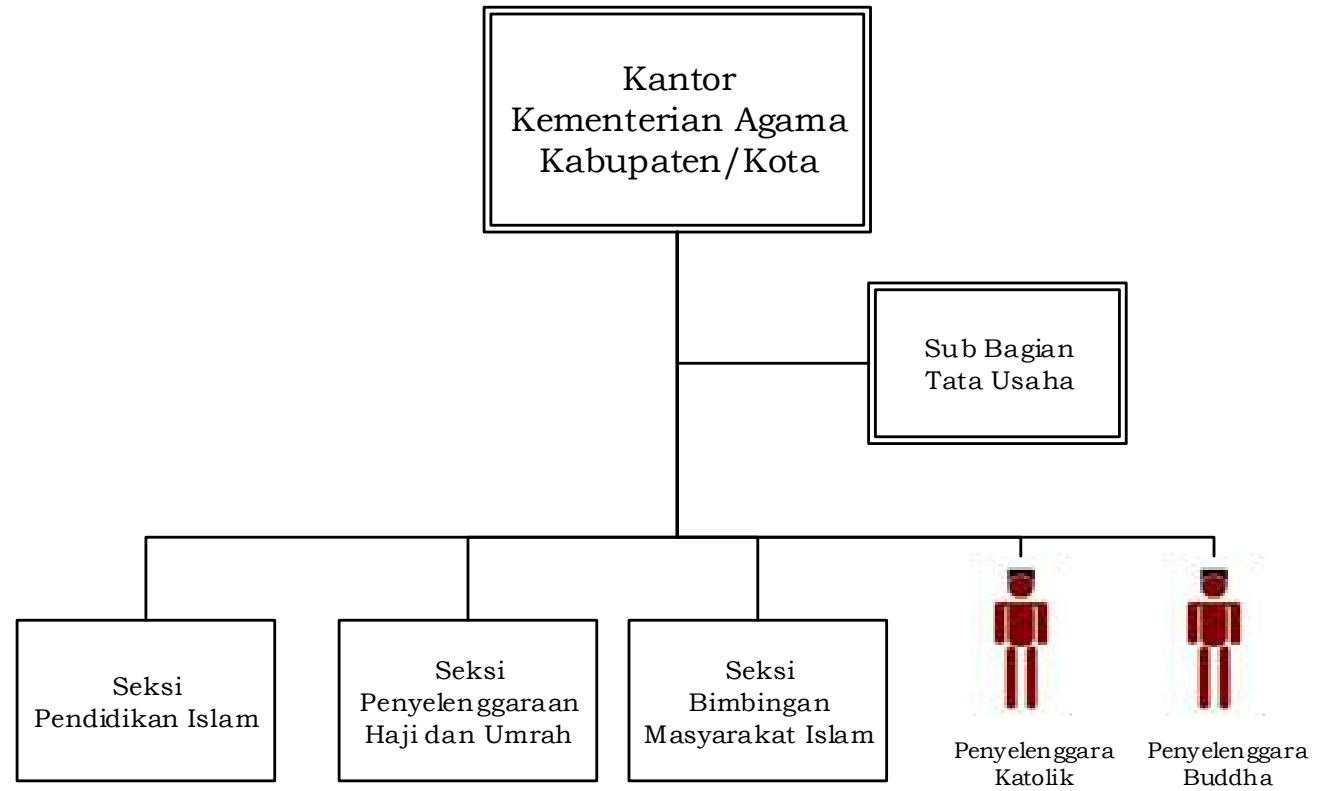 Kantor
Kementerian Agama
Kabupaten/Kota
Sub Bagian
Tata Usaha
Seksi
Pendidikan Islam
Seksi
Penyelenggaraan
Haji dan Umrah
Seksi
Bimbingan
Masyarakat Islam
Penyelenggara
Katolik
Penyelenggara
Buddha